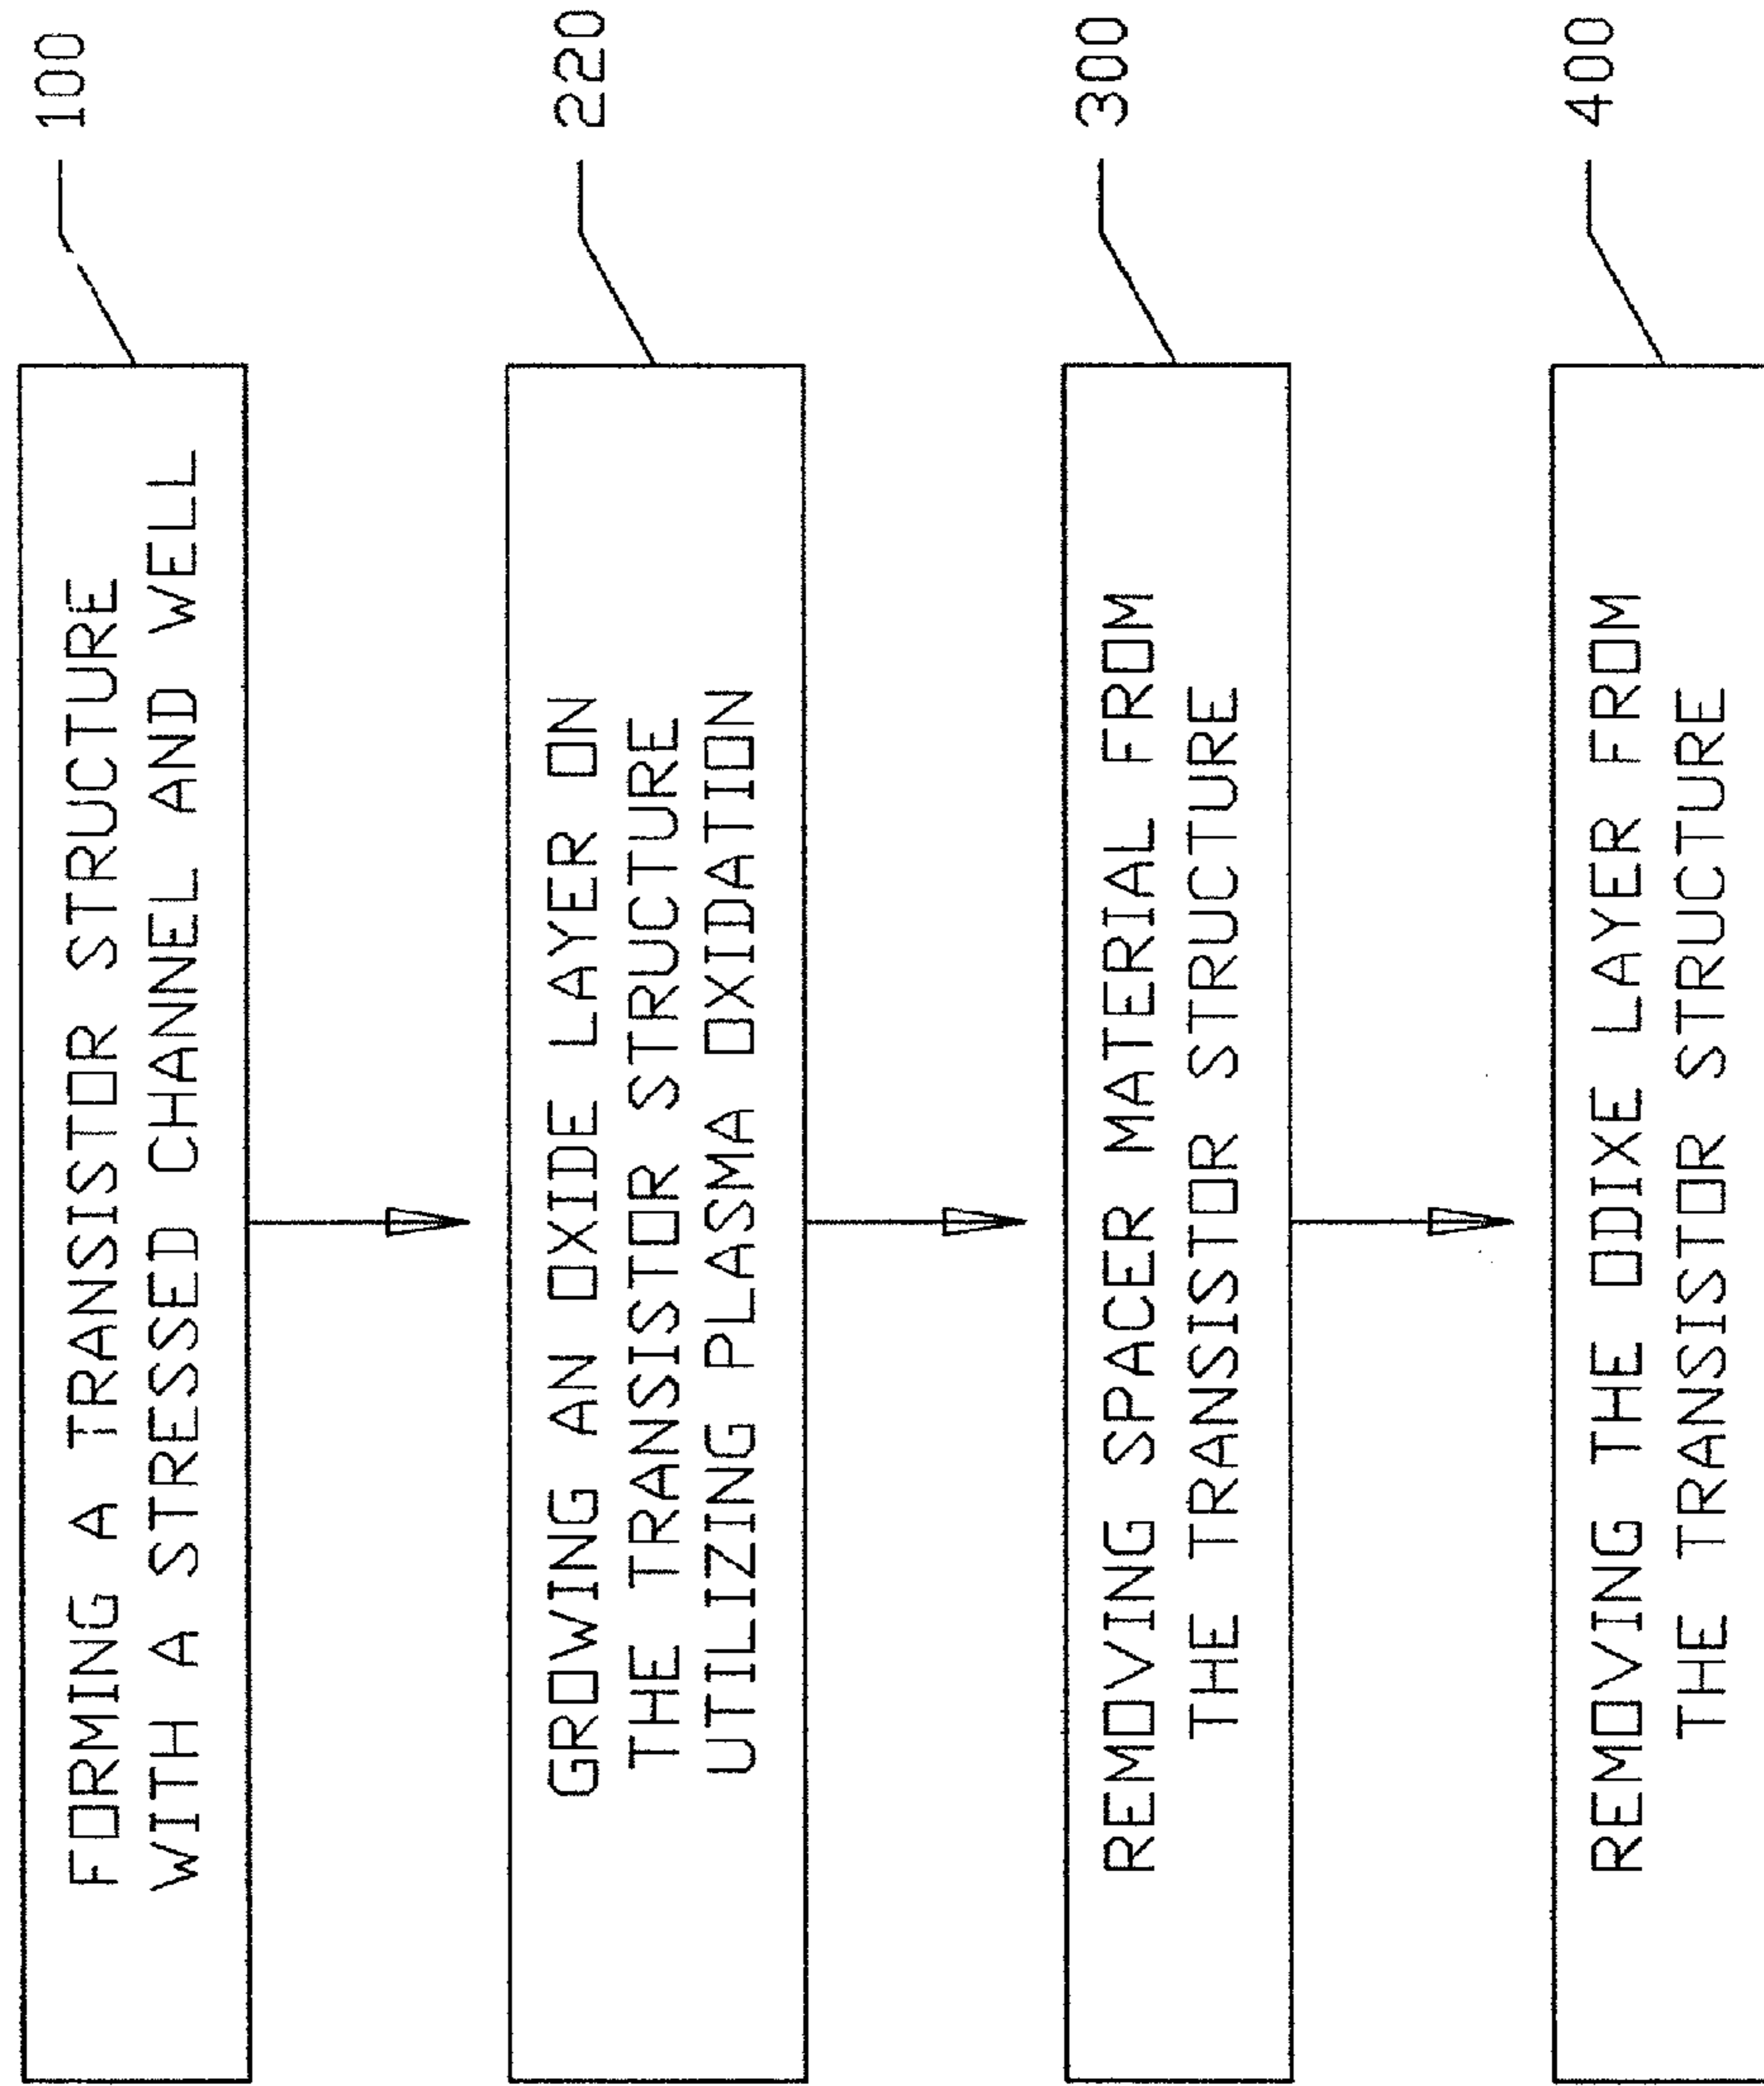 FORMING A TRANSISTOR STRUCTURE
WITH A STRESSED CHANNEL AND WELL
100
GROWING AN OXIDE LAYER ON
THE TRANSISTOR STRUCTURE
UTILIZING PLASMA OXIDATION
220
REMOVING SPACER MATERIAL FROM
THE TRANSISTOR STRUCTURE
300
REMOVING THE ODIXE LAYER FROM
THE TRANSISTOR STRUCTURE
400